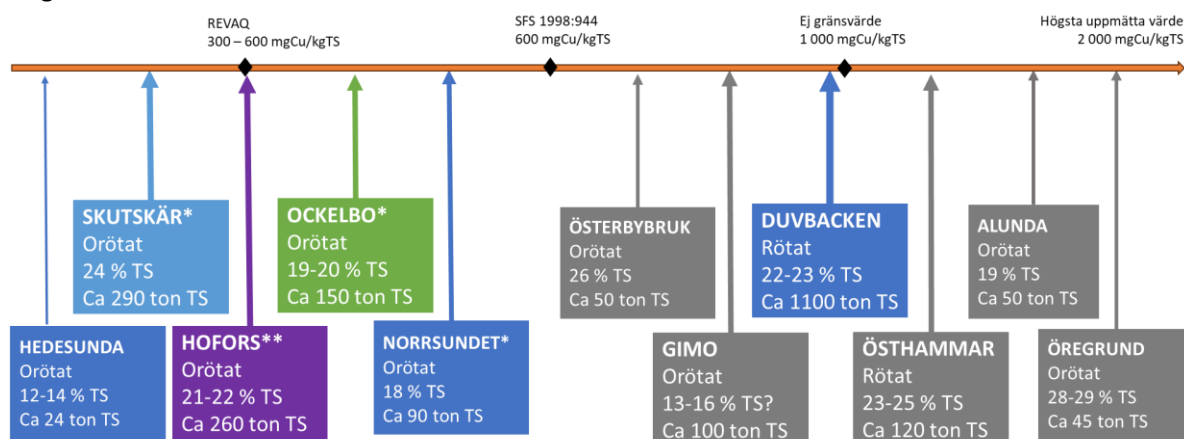 REVAQ
300 – 600 mgCu/kgTS
SFS 1998:944
600 mgCu/kgTS
Ej gränsvärde
1 000 mgCu/kgTS
Högsta uppmätta värde
2 000 mgCu/kgTS
SKUTSKÄR*
Orötat
24 % TS
Ca 290 ton TS
OCKELBO*
Orötat
19-20 % TS
Ca 150 ton TS
ÖSTERBYBRUK
Orötat
26 % TS
Ca 50 ton TS
DUVBACKEN
Rötat
22-23 % TS
Ca 1100 ton TS
ALUNDA
Orötat
19 % TS
Ca 50 ton TS
HEDESUNDA
Orötat
12-14 % TS
Ca 24 ton TS
HOFORS**
Orötat
21-22 % TS
Ca 260 ton TS
NORRSUNDET*
Orötat
18 % TS
Ca 90 ton TS
GIMO
Orötat
13-16 % TS?
Ca 100 ton TS
ÖSTHAMMAR
Rötat
23-25 % TS
Ca 120 ton TS
ÖREGRUND
Orötat
28-29 % TS
Ca 45 ton TS